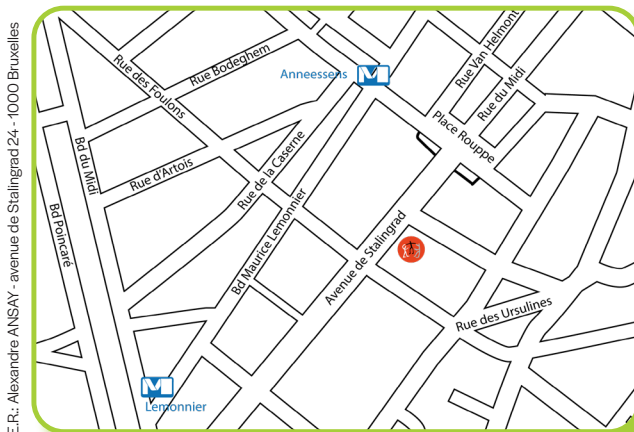 E.R.: Alexandre ANSAY - avenue de Stalingrad 24 - 1000 Bruxelles
Rue des Foulons
Rue Bodeghem
Anneessens
Rue Van Helmont
Rue du Midi
Place Rouppe
Bd du Midi
Rue d'Artois
Rue de la Caserne
Bd Poincaré
Bd Maurice Lemonnier
Avenue de Stalingrad
Rue des Ursulines
Lemonnier